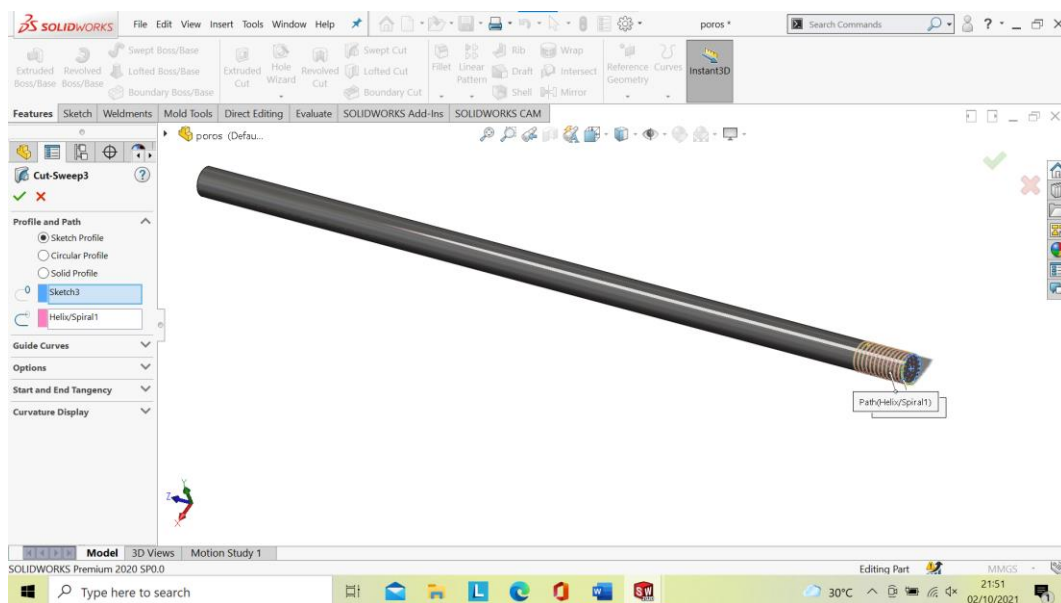 SOLIDWORKS File Edit View Insert Tools Window Help poros * Search Commands ?
Extruded Boss/Base Revolved Boss/Base Swept Boss/Base Lofted Boss/Base Boundary Boss/Base Extruded Cut Hole Wizard Revolved Cut Swept Cut Lofted Cut Boundary Cut Fillet Linear Pattern Rib Draft Shell Wrap Intersect Mirror Reference Geometry Curves Instant3D
Features Sketch Weldments Mold Tools Direct Editing Evaluate SOLIDWORKS Add-Ins SOLIDWORKS CAM
poros (Defau...
Cut-Sweep3
Profile and Path
Sketch Profile
Circular Profile
Solid Profile
Sketch3
Helix/Spiral1
Guide Curves
Options
Start and End Tangency
Curvature Display
Path(Helix/Spiral1)
Y
Z
X
Model 3D Views Motion Study 1
SOLIDWORKS Premium 2020 SP0.0 Editing Part MMGS
Type here to search 30°C 21:51
02/10/2021